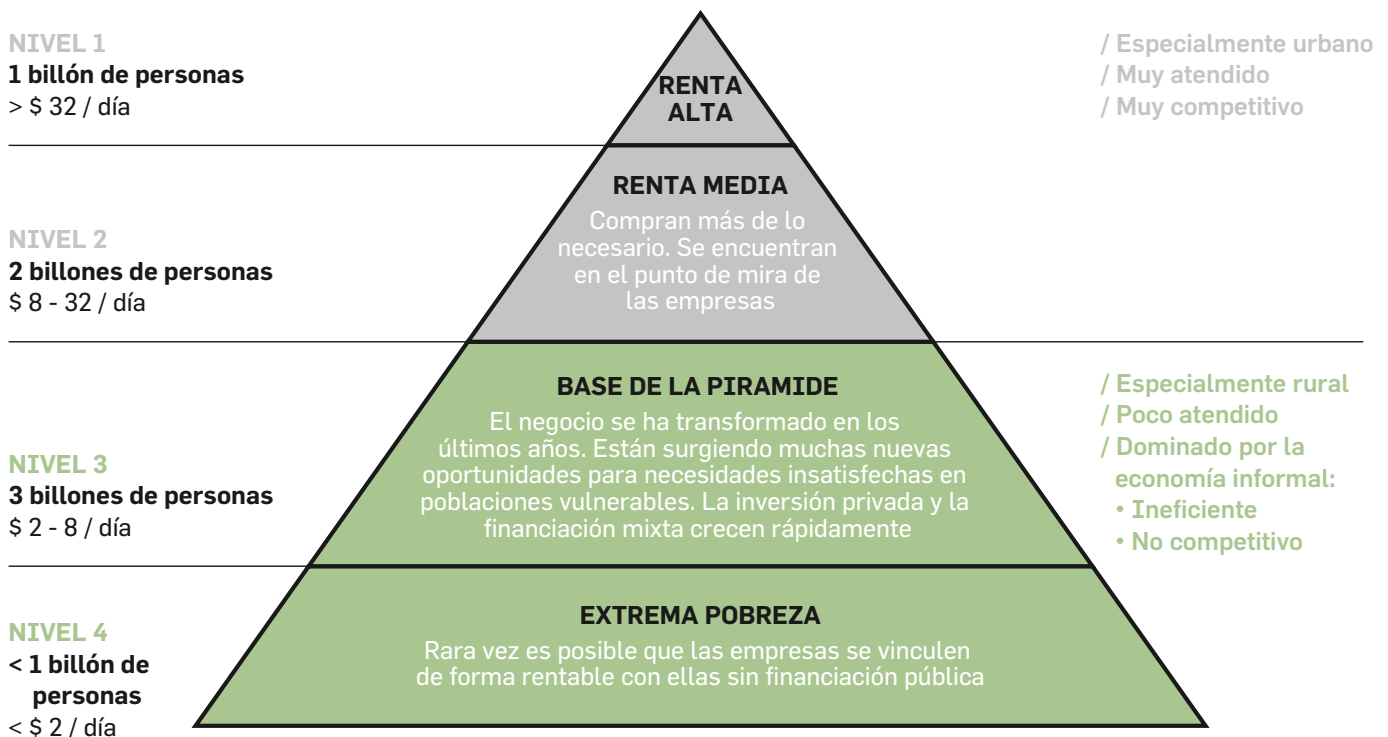 NIVEL 1
1 billón de personas
> $ 32 / día
RENTA
ALTA
/ Especialmente urbano
/ Muy atendido
/ Muy competitivo
NIVEL 2
2 billones de personas
$ 8 - 32 / día
RENTA MEDIA
Compran más de lo
necesario. Se encuentran
en el punto de mira de
las empresas
NIVEL 3
3 billones de personas
$ 2 - 8 / día
BASE DE LA PIRAMIDE
El negocio se ha transformado en los
últimos años. Están surgiendo muchas nuevas
oportunidades para necesidades insatisfechas en
poblaciones vulnerables. La inversión privada y la
financiación mixta crecen rápidamente
/ Especialmente rural
/ Poco atendido
/ Dominado por la
economía informal:
• Ineficiente
• No competitivo
NIVEL 4
< 1 billón de
personas
< $ 2 / día
EXTREMA POBREZA
Rara vez es posible que las empresas se vinculen
de forma rentable con ellas sin financiación pública